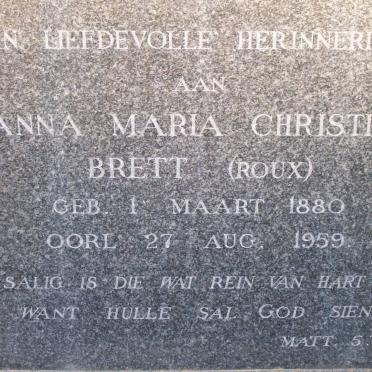 N LIEFDEVOLLE HERINNERI
AAN
ANNA MARIA CHRISTI
BRETT (ROUX)
GEB. 1 MAART 1880
OORL 27 AUG. 1959.
SALIG IS DIE WAT REIN VAN HART
WANT HULLE SAL GOD SIEN
MATT. 5.